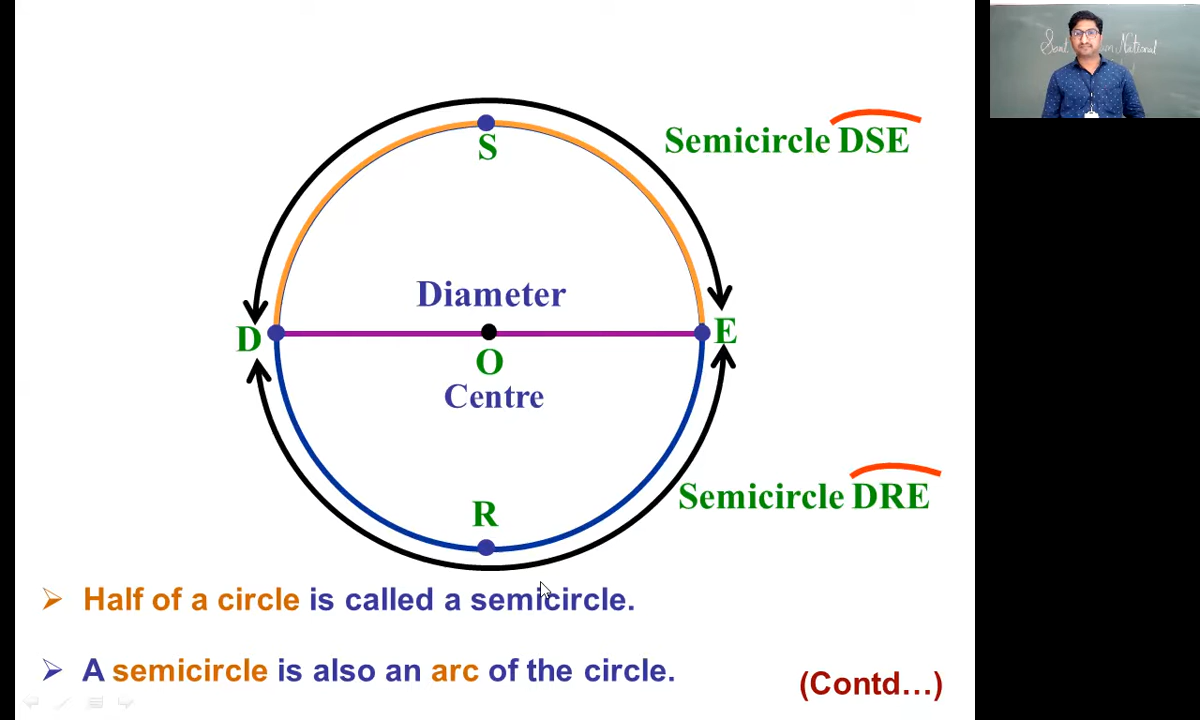 S
Semicircle DSE
Diameter
D
E
O
Centre
R
Semicircle DRE
Half of a circle is called a semicircle.
A semicircle is also an arc of the circle.
(Contd...)
National